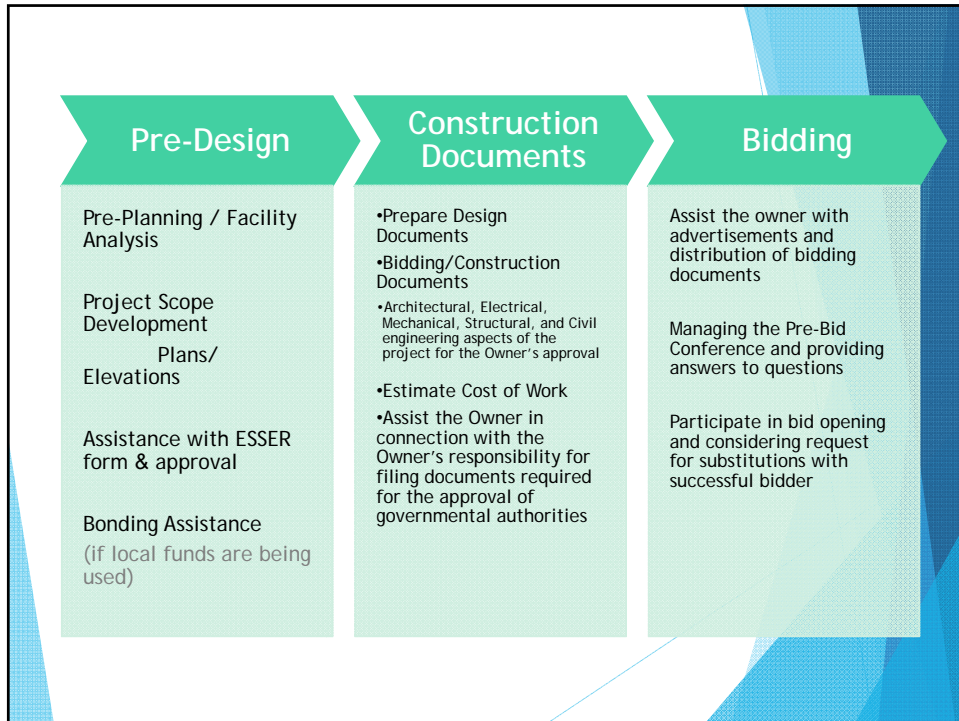 Pre-Design
Pre-Planning / Facility
Analysis
Project Scope
Development
Plans/
Elevations
Assistance with ESSER
form & approval
Bonding Assistance
(if local funds are being
used)
Construction
Documents
•Prepare Design
Documents
•Bidding/Construction
Documents
•Architectural, Electrical,
Mechanical, Structural, and Civil
engineering aspects of the
project for the Owner's approval
•Estimate Cost of Work
•Assist the Owner in
connection with the
Owner's responsibility for
filing documents required
for the approval of
governmental authorities
Bidding
Assist the owner with
advertisements and
distribution of bidding
documents
Managing the Pre-Bid
Conference and providing
answers to questions
Participate in bid opening
and considering request
for substitutions with
successful bidder